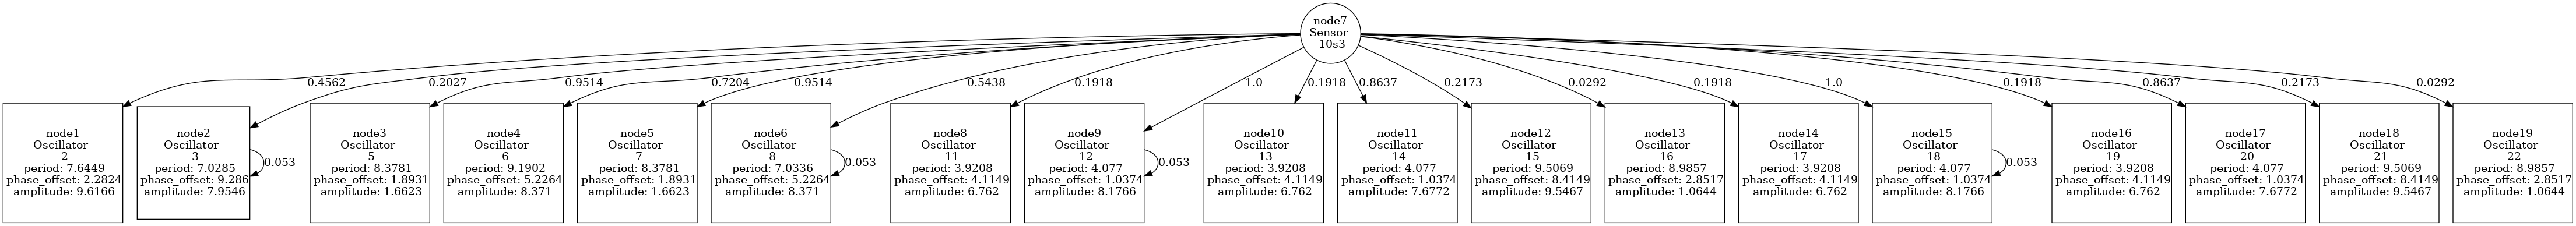 node7
Sensor
10s3
0.4562
-0.2027
-0.9514
0.7204
-0.9514
0.5438
0.1918
1.0
0.1918
0.8637
-0.2173
-0.0292
0.1918
1.0
0.1918
0.8637
-0.2173
-0.0292
node1
Oscillator
2
period: 7.6449
phase_offset: 2.2824
amplitude: 9.6166
node2
Oscillator
3
period: 7.0285
phase_offset: 9.286
amplitude: 7.9546
0.053
node3
Oscillator
5
period: 8.3781
phase_offset: 1.8931
amplitude: 1.6623
node4
Oscillator
6
period: 9.1902
phase_offset: 5.2264
amplitude: 8.371
node5
Oscillator
7
period: 8.3781
phase_offset: 1.8931
amplitude: 1.6623
node6
Oscillator
8
period: 7.0336
phase_offset: 5.2264
amplitude: 8.371
0.053
node8
Oscillator
11
period: 3.9208
phase_offset: 4.1149
amplitude: 6.762
node9
Oscillator
12
period: 4.077
phase_offset: 1.0374
amplitude: 8.1766
0.053
node10
Oscillator
13
period: 3.9208
phase_offset: 4.1149
amplitude: 6.762
node11
Oscillator
14
period: 4.077
phase_offset: 1.0374
amplitude: 7.6772
node12
Oscillator
15
period: 9.5069
phase_offset: 8.4149
amplitude: 9.5467
node13
Oscillator
16
period: 8.9857
phase_offset: 2.8517
amplitude: 1.0644
node14
Oscillator
17
period: 3.9208
phase_offset: 4.1149
amplitude: 6.762
node15
Oscillator
18
period: 4.077
phase_offset: 1.0374
amplitude: 8.1766
0.053
node16
Oscillator
19
period: 3.9208
phase_offset: 4.1149
amplitude: 6.762
node17
Oscillator
20
period: 4.077
phase_offset: 1.0374
amplitude: 7.6772
node18
Oscillator
21
period: 9.5069
phase_offset: 8.4149
amplitude: 9.5467
node19
Oscillator
22
period: 8.9857
phase_offset: 2.8517
amplitude: 1.0644